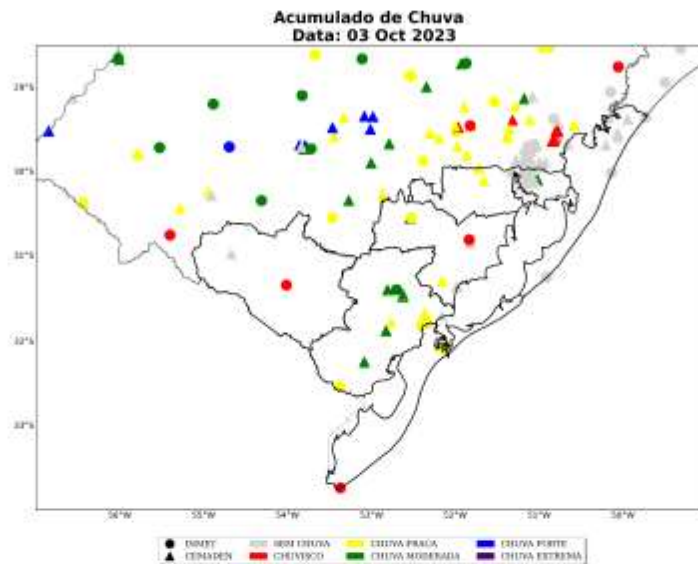 Acumulado de Chuva
Data: 03 Oct 2023
29°S
30°S
31°S
32°S
33°S
56°W
55°W
54°W
53°W
52°W
51°W
50°W
INMET
SEM CHUVA
CHUVA FRACA
CHUVA FORTE
CEMADEN
CHUVISCO
CHUVA MODERADA
CHUVA EXTREMA